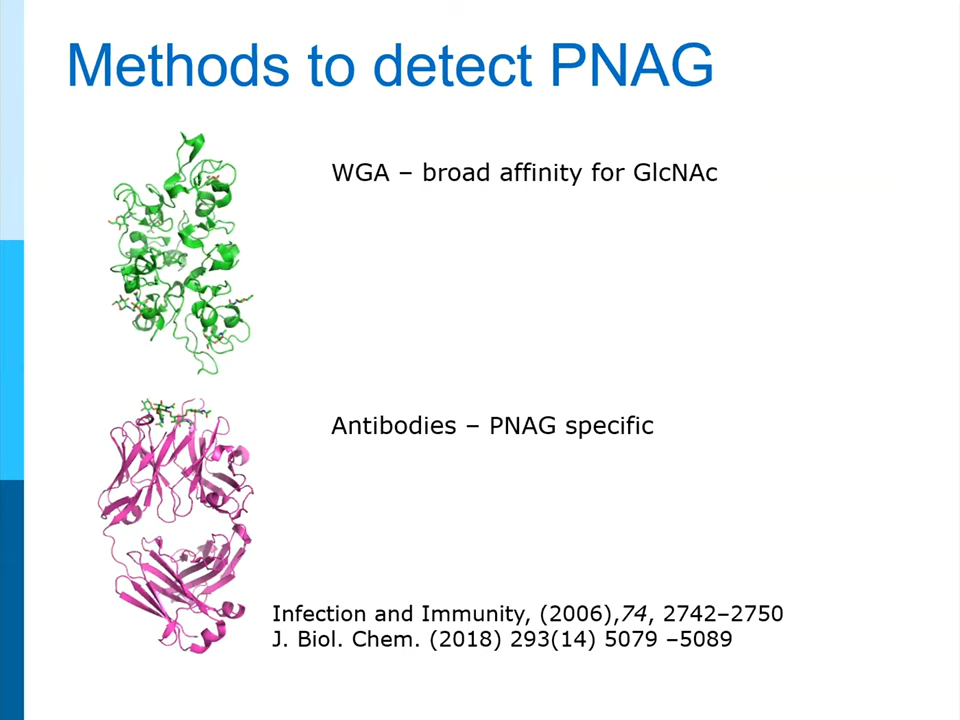 Methods to detect PNAG
WGA – broad affinity for GlcNAc
Antibodies – PNAG specific
Infection and Immunity, (2006),74, 2742–2750
J. Biol. Chem. (2018) 293(14) 5079 –5089